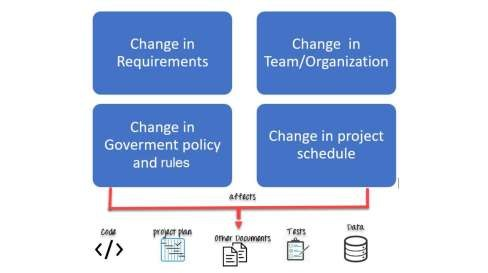 Change in
Requirements
Change in
Team/Organization
Change in
Goverment policy
and rules
Change in project
schedule
affects
Code
project plan
Other Documents
Tests
Data